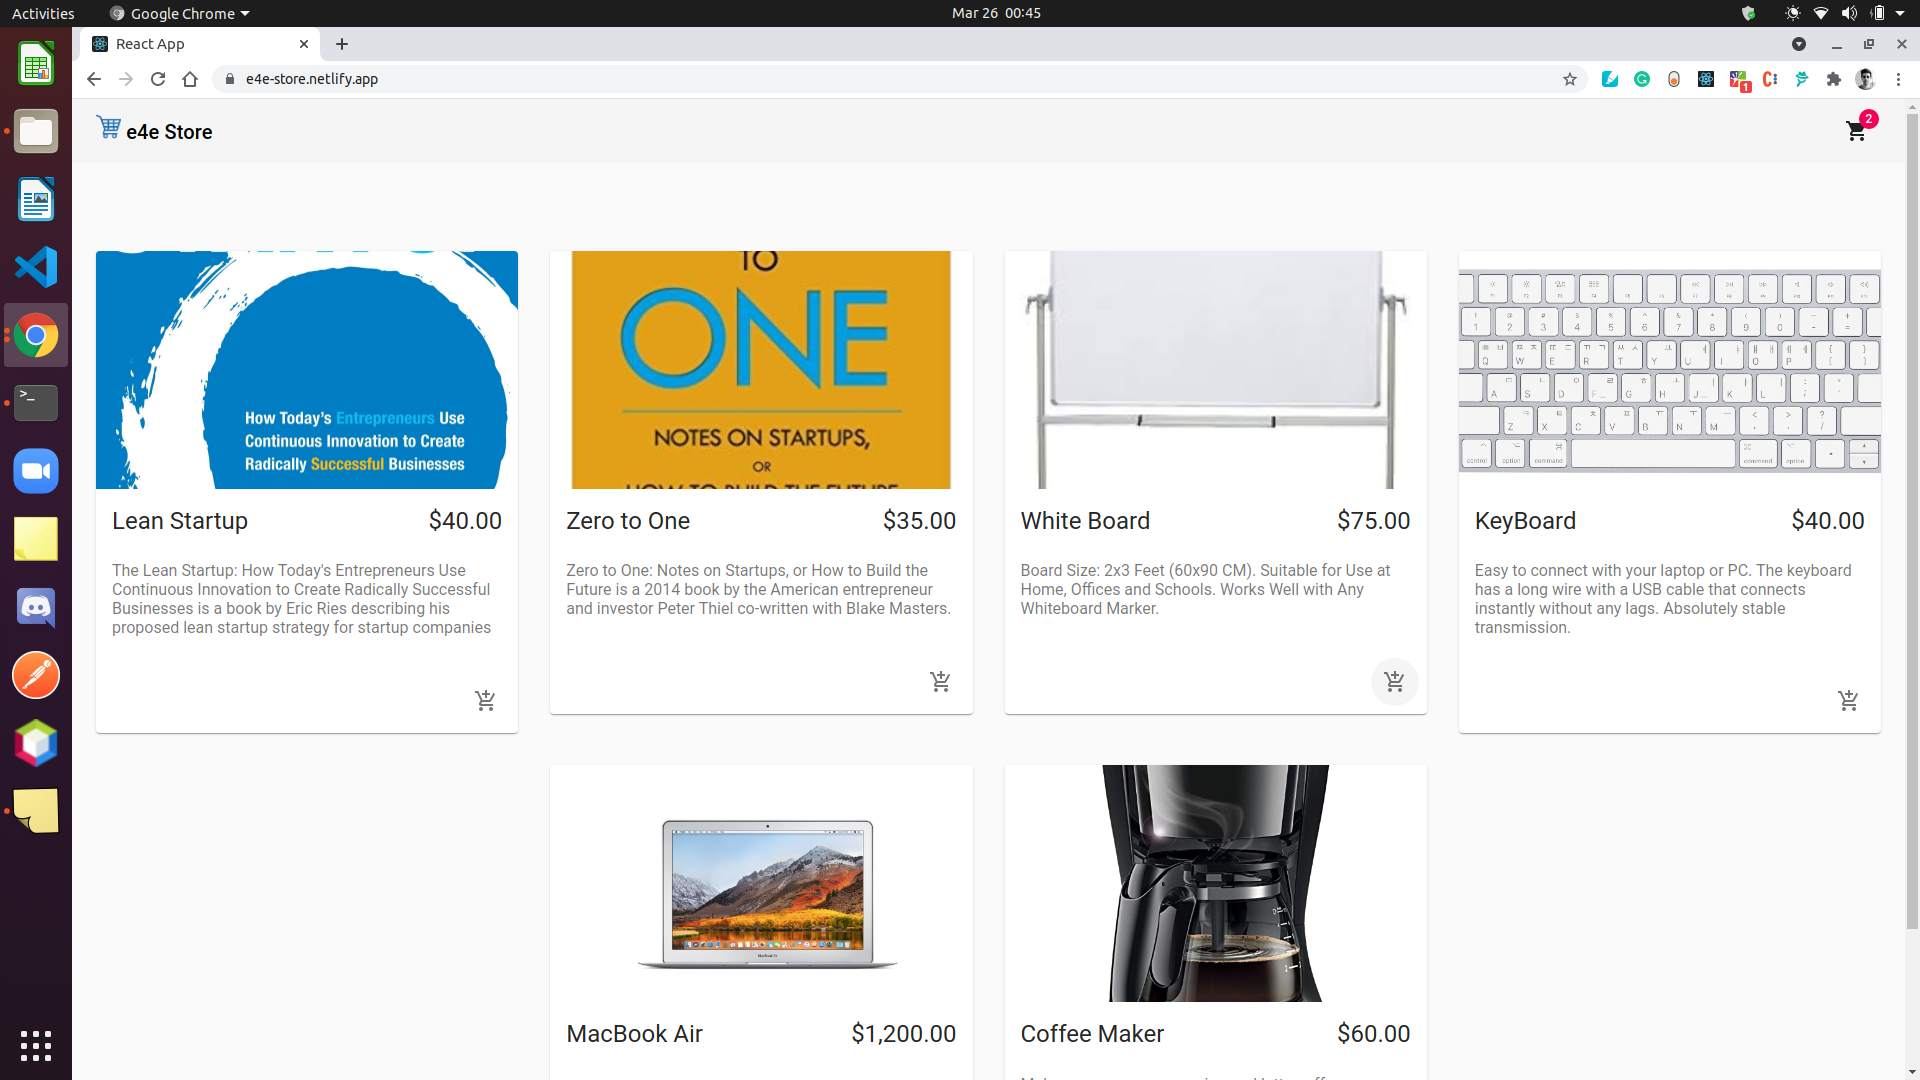 Activities
Google Chrome
Mar 26 00:45
React App
e4e-store.netlify.app
1
e4e Store
2
How Today's Entrepreneurs Use
Continuous Innovation to Create
Radically Successful Businesses
TO
ONE
NOTES ON STARTUPS,
OR
HOW TO BUILD THE FUTURE
Lean Startup
$40.00
The Lean Startup: How Today's Entrepreneurs Use
Continuous Innovation to Create Radically Successful
Businesses is a book by Eric Ries describing his
proposed lean startup strategy for startup companies
Zero to One
$35.00
Zero to One: Notes on Startups, or How to Build the
Future is a 2014 book by the American entrepreneur
and investor Peter Thiel co-written with Blake Masters.
White Board
$75.00
Board Size: 2x3 Feet (60x90 CM). Suitable for Use at
Home, Offices and Schools. Works Well with Any
Whiteboard Marker.
KeyBoard
$40.00
Easy to connect with your laptop or PC. The keyboard
has a long wire with a USB cable that connects
instantly without any lags. Absolutely stable
transmission.
MacBook Air
MacBook Air
$1,200.00
Coffee Maker
$60.00